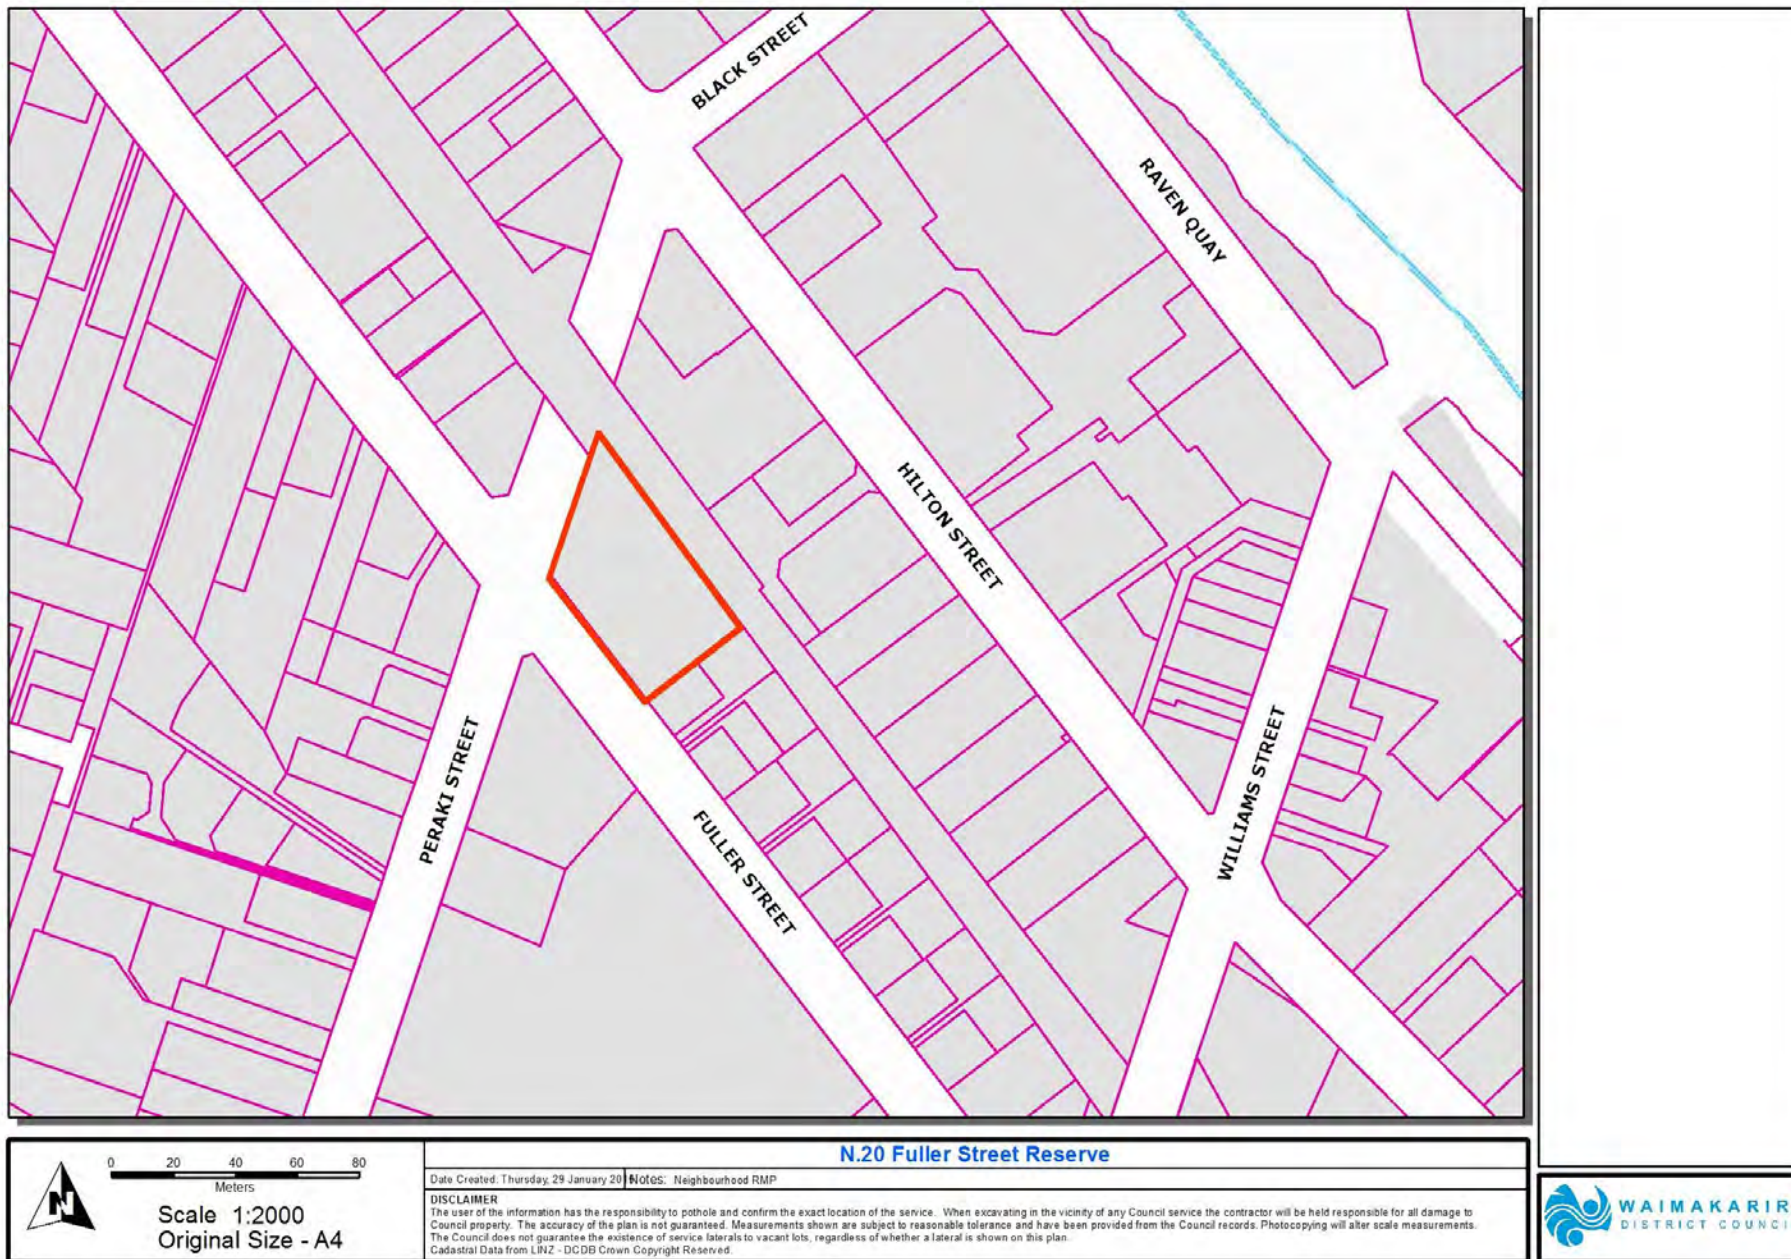 BLACK STREET
RAVEN QUAY
HILTON STREET
PERAKI STREET
FULLER STREET
WILLIAMS STREET
N.20 Fuller Street Reserve
0 20 40 60 80
Meters
N
Scale 1:2000
Original Size - A4
Date Created: Thursday, 29 January 20
Notes: Neighbourhood RMP
DISCLAIMER
The user of the information has the responsibility to pothole and confirm the exact location of the service. When excavating in the vicinity of any Council service the contractor will be held responsible for all damage to
Council property. The accuracy of the plan is not guaranteed. Measurements shown are subject to reasonable tolerance and have been provided from the Council records. Photocopying will alter scale measurements.
The Council does not guarantee the existence of service laterals to vacant lots, regardless of whether a lateral is shown on this plan.
Cadastral Data from LINZ - DCDB Crown Copyright Reserved.
WAIMAKARIR
DISTRICT COUNCI